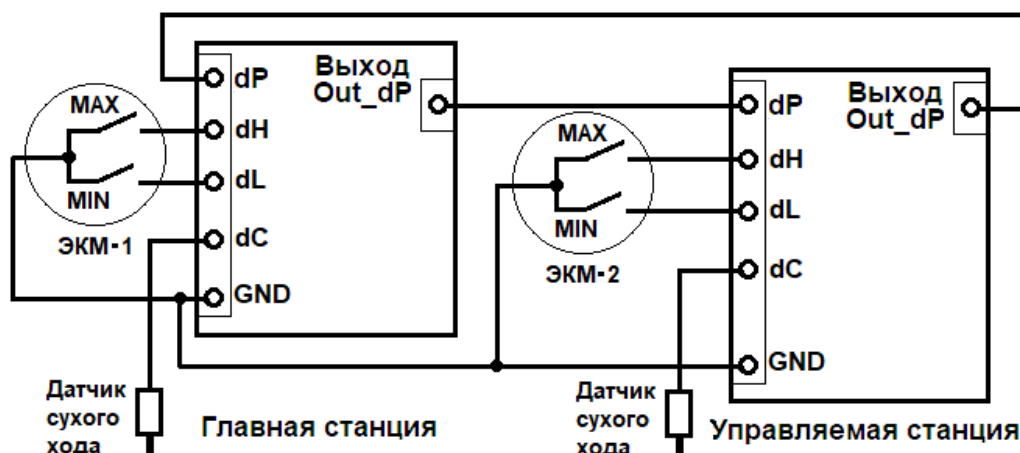 Выход
Out_dP
dP
dH
dL
dC
GND
MAX
MIN
ЭКМ-1
Датчик
сухого
хода
Главная станция
Выход
Out_dP
dP
dH
dL
dC
GND
MAX
MIN
ЭКМ-2
Датчик
сухого
хода
Управляемая станция